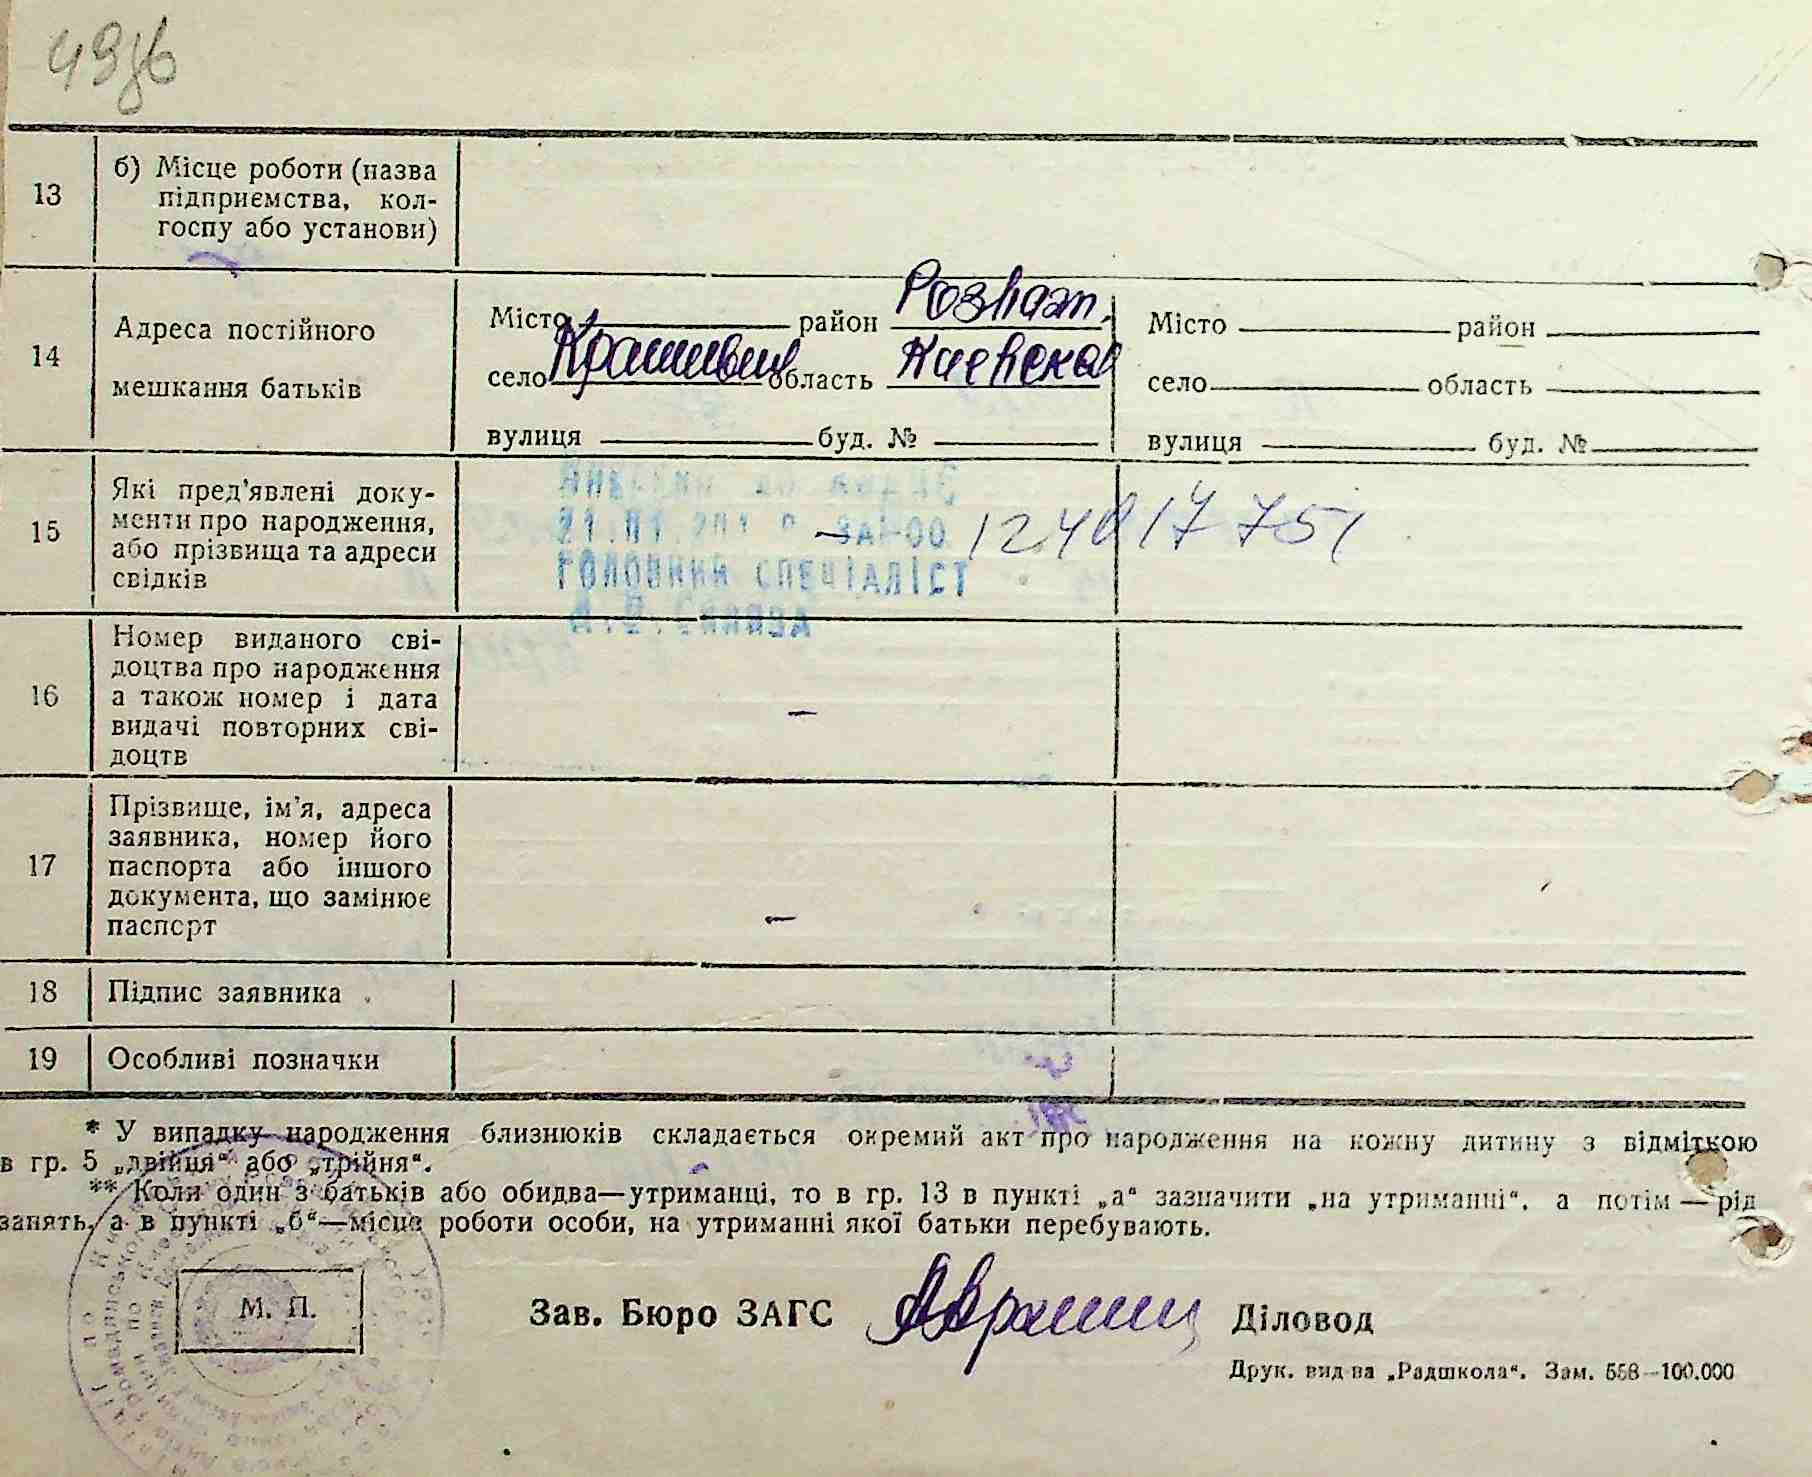 13
б) Місце роботи (назва
підприємства, кол-
госпу або установи)
14
Адреса постійного
мешкання батьків
Місто район Розваж.
село область Киевская
вулиця буд. №
Місто район
село область
вулиця буд. №
15
Які пред'явлені доку-
менти про народження,
або прізвища та адреси
свідків
ГОЛОВНИЙ СПЕЦІАЛІСТ
16
Номер виданого сві-
доцтва про народження
а також номер і дата
видачі повторних сві-
доцтв
–
17
Прізвище, ім'я, адреса
заявника, номер його
паспорта або іншого
документа, що замінює
паспорт
–
18
Підпис заявника
19
Особливі позначки
* У випадку народження близнюків складається окремий акт про народження на кожну дитину з відміткою
в гр. 5 „двійця“ або „трійня“.
** Коли один з батьків або обидва—утриманці, то в гр. 13 в пункті „а“ зазначити „на утриманні“, а потім — рід
занять, а в пункті „б“—місце роботи особи, на утриманні якої батьки перебувають.
М. П.
Зав. Бюро ЗАГС
Діловод
Друк. вид-ва „Радшкола“. Зам. 558—100.000